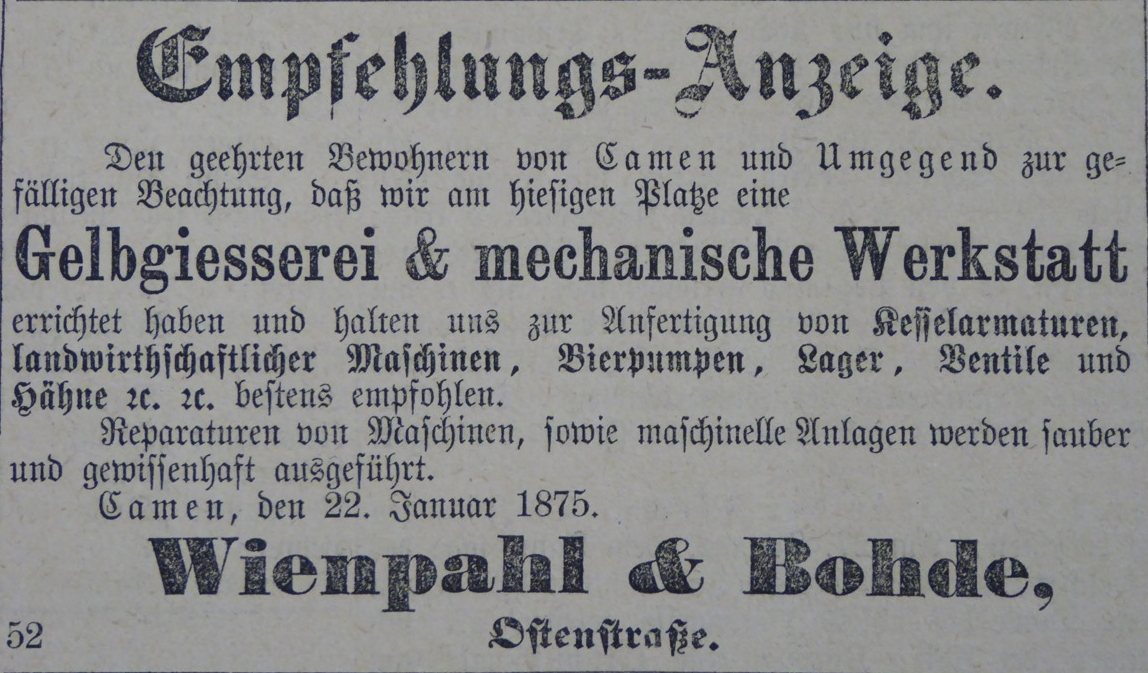 Empfehlungs-Anzeige.
Den geehrten Bewohnern von Camen und Umgegend zur ge-
fälligen Beachtung, daß wir am hiesigen Platze eine
Gelbgiesserei & mechanische Werkstatt
errichtet haben und halten uns zur Anfertigung von Kesselarmaturen,
landwirthschaftlicher Maschinen, Bierpumpen, Lager, Ventile und
Hähne ꝛc. ꝛc. bestens empfohlen.
Reparaturen von Maschinen, sowie maschinelle Anlagen werden sauber
und gewissenhaft ausgeführt.
Camen, den 22. Januar 1875.
Wienpahl & Bohde,
52 Ostenstraße.